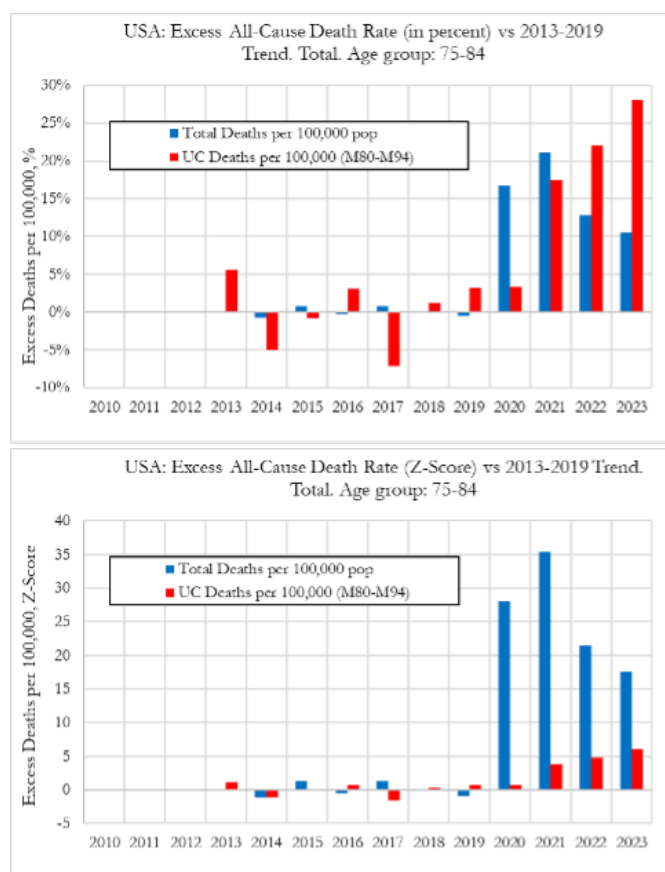 USA: Excess All-Cause Death Rate (in percent) vs 2013-2019
Trend. Total. Age group: 75-84
Excess Deaths per 100,000, %
30%
25%
20%
15%
10%
5%
0%
-5%
-10%
Total Deaths per 100,000 pop
UC Deaths per 100,000 (M80-M94)
2010 2011 2012 2013 2014 2015 2016 2017 2018 2019 2020 2021 2022 2023
USA: Excess All-Cause Death Rate (Z-Score) vs 2013-2019 Trend.
Total. Age group: 75-84
Excess Deaths per 100,000, Z-Score
40
35
30
25
20
15
10
5
0
-5
Total Deaths per 100,000 pop
UC Deaths per 100,000 (M80-M94)
2010 2011 2012 2013 2014 2015 2016 2017 2018 2019 2020 2021 2022 2023